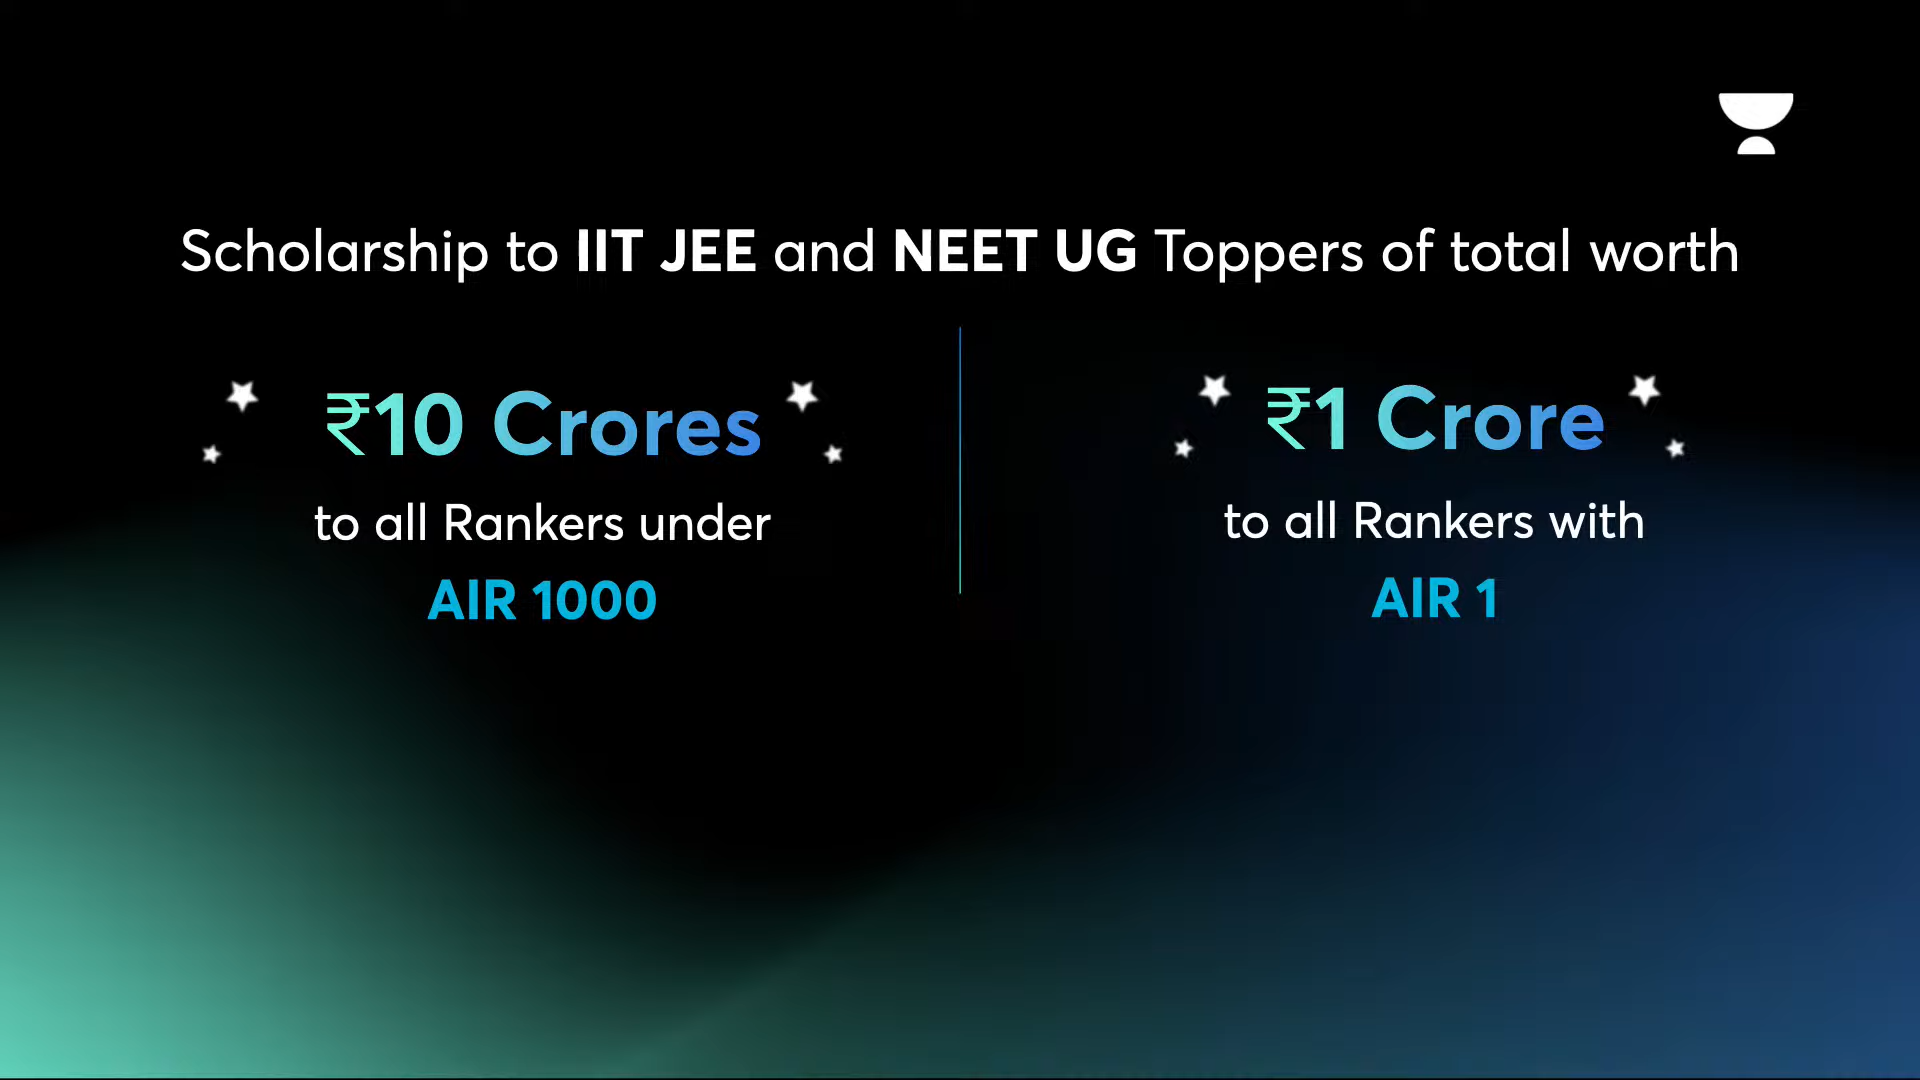 Scholarship to IIT JEE and NEET UG Toppers of total worth
₹10 Crores
to all Rankers under
AIR 1000
₹1 Crore
to all Rankers with
AIR 1